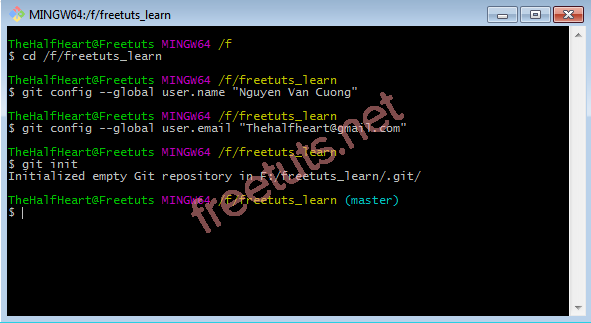 MINGW64:/f/freetuts_learn
TheHalfHeart@Freetuts MINGW64 /f
$ cd /f/freetuts_learn
TheHalfHeart@Freetuts MINGW64 /f/freetuts_learn
$ git config --global user.name "Nguyen Van Cuong"
TheHalfHeart@Freetuts MINGW64 /f/freetuts_learn
$ git config --global user.email "Thehalfheart@gmail.com"
TheHalfHeart@Freetuts MINGW64 /f/freetuts_learn
$ git init
Initialized empty Git repository in F:/freetuts_learn/.git/
TheHalfHeart@Freetuts MINGW64 /f/freetuts_learn (master)
$
freetuts.net